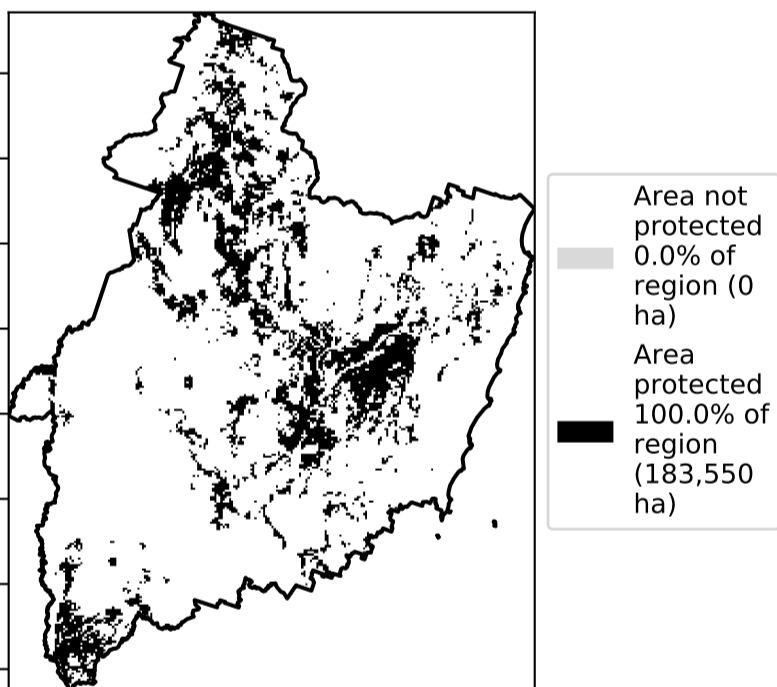 Area not
protected
0.0% of
region (0
ha)
Area
protected
100.0% of
region
(183,550
ha)